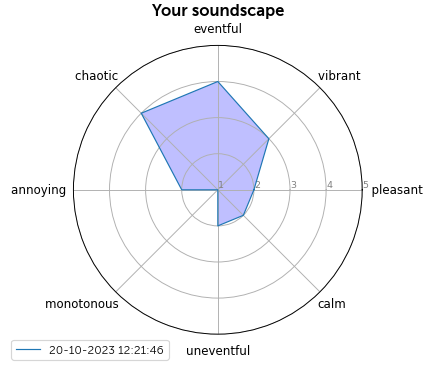 Your soundscape
eventful
chaotic
vibrant
annoying
1
2
3
4
5
pleasant
monotonous
calm
uneventful
20-10-2023 12:21:46